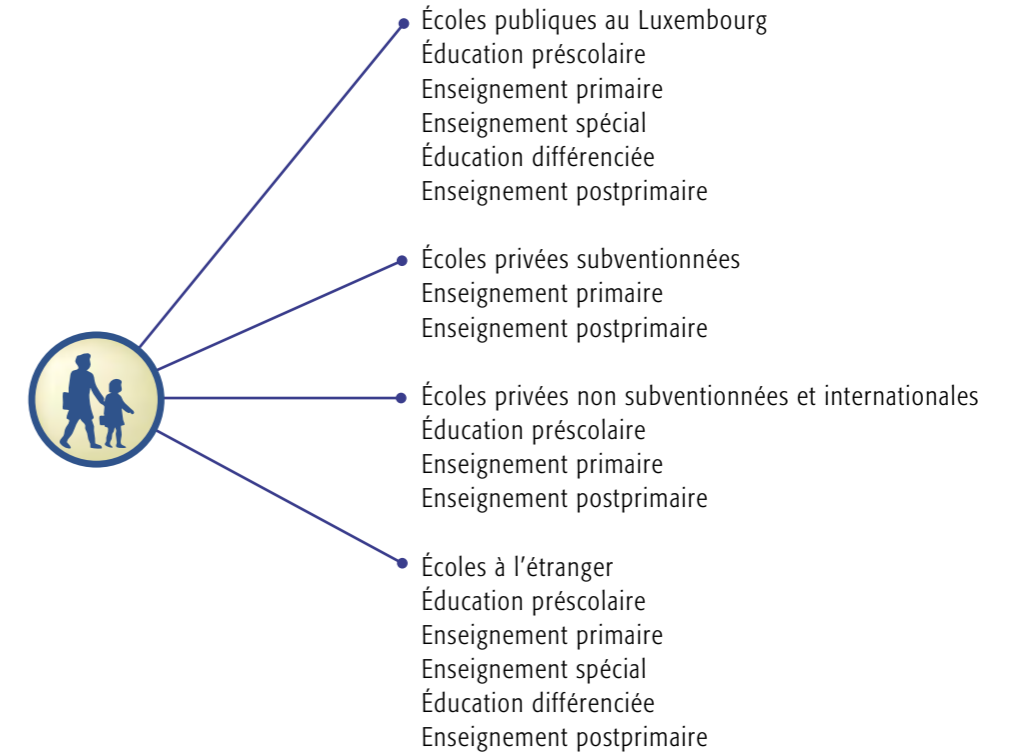 Écoles publiques au Luxembourg
Éducation préscolaire
Enseignement primaire
Enseignement spécial
Éducation différenciée
Enseignement postprimaire
Écoles privées subventionnées
Enseignement primaire
Enseignement postprimaire
Écoles privées non subventionnées et internationales
Éducation préscolaire
Enseignement primaire
Enseignement postprimaire
Écoles à l’étranger
Éducation préscolaire
Enseignement primaire
Enseignement spécial
Éducation différenciée
Enseignement postprimaire